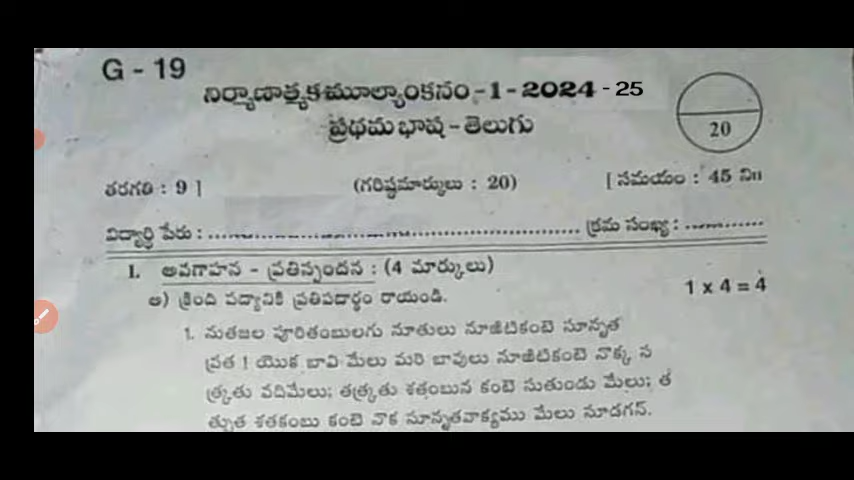 G - 19
నిర్మాణాత్మక మూల్యాంకనం - 1 - 2024 - 25
ప్రథమ భాష - తెలుగు
20
తరగతి : 9 ]
(గరిష్ఠమార్కులు : 20)
[ సమయం : 45 ని॥
విద్యార్థి పేరు : ........................................................ క్రమ సంఖ్య : ..............
I. అవగాహన - ప్రతిస్పందన : (4 మార్కులు)
అ) క్రింది పద్యానికి ప్రతిపదార్థం రాయండి.
1 x 4 = 4
1. నుతజల పూరితంబులగు నూతులు నూఱిటికంటె సూనృత
వ్రత ! యొక బావి మేలు మరి బావులు నూఱిటికంటె నొక్క స
త్క్రతు వదిమేలు; తత్క్రతు శతంబున కంటె సుతుండు మేలు; త
త్సుత శతకంబు కంటె నొక సూనృతవాక్యము మేలు సూడగన్.